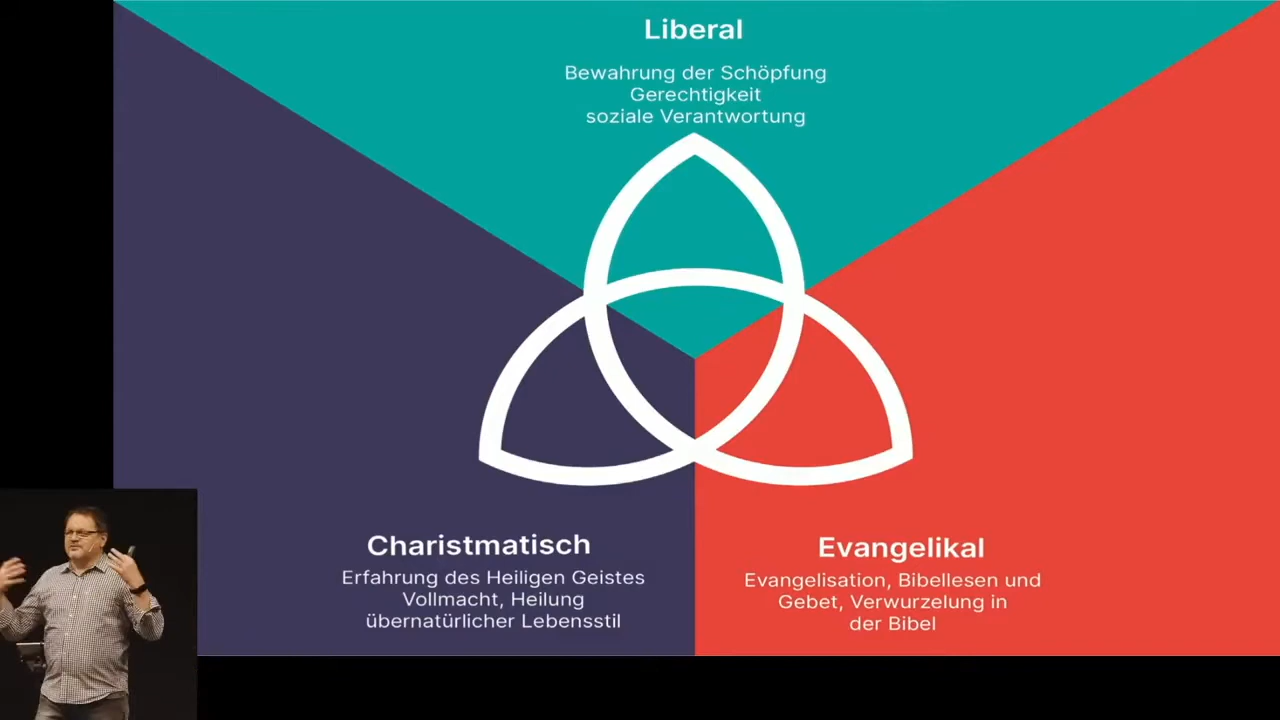 Liberal
Bewahrung der Schöpfung
Gerechtigkeit
soziale Verantwortung
Charistmatisch
Erfahrung des Heiligen Geistes
Vollmacht, Heilung
übernatürlicher Lebensstil
Evangelikal
Evangelisation, Bibellesen und
Gebet, Verwurzelung in
der Bibel